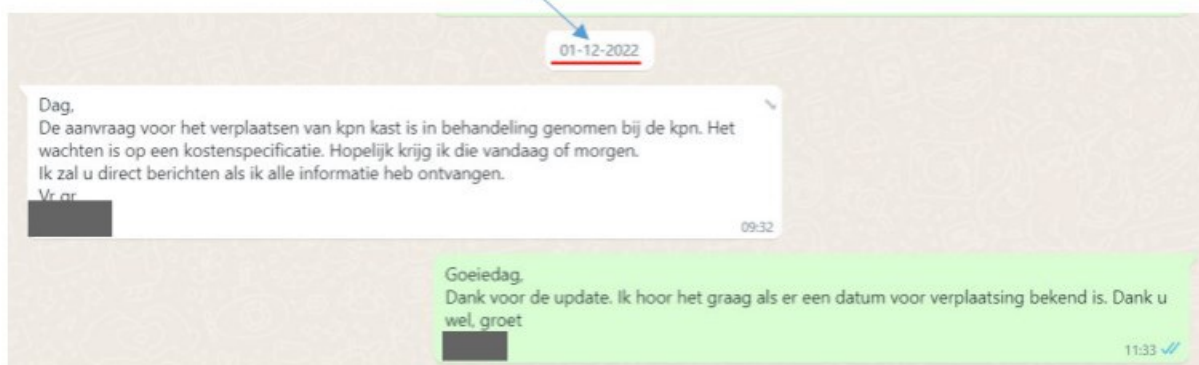 01-12-2022
Dag,
De aanvraag voor het verplaatsen van kpn kast is in behandeling genomen bij de kpn. Het
wachten is op een kostenspecificatie. Hopelijk krijg ik die vandaag of morgen.
Ik zal u direct berichten als ik alle informatie heb ontvangen.
Vr gr
09:32
Goeiedag,
Dank voor de update. Ik hoor het graag als er een datum voor verplaatsing bekend is. Dank u
wel, groet
11:33